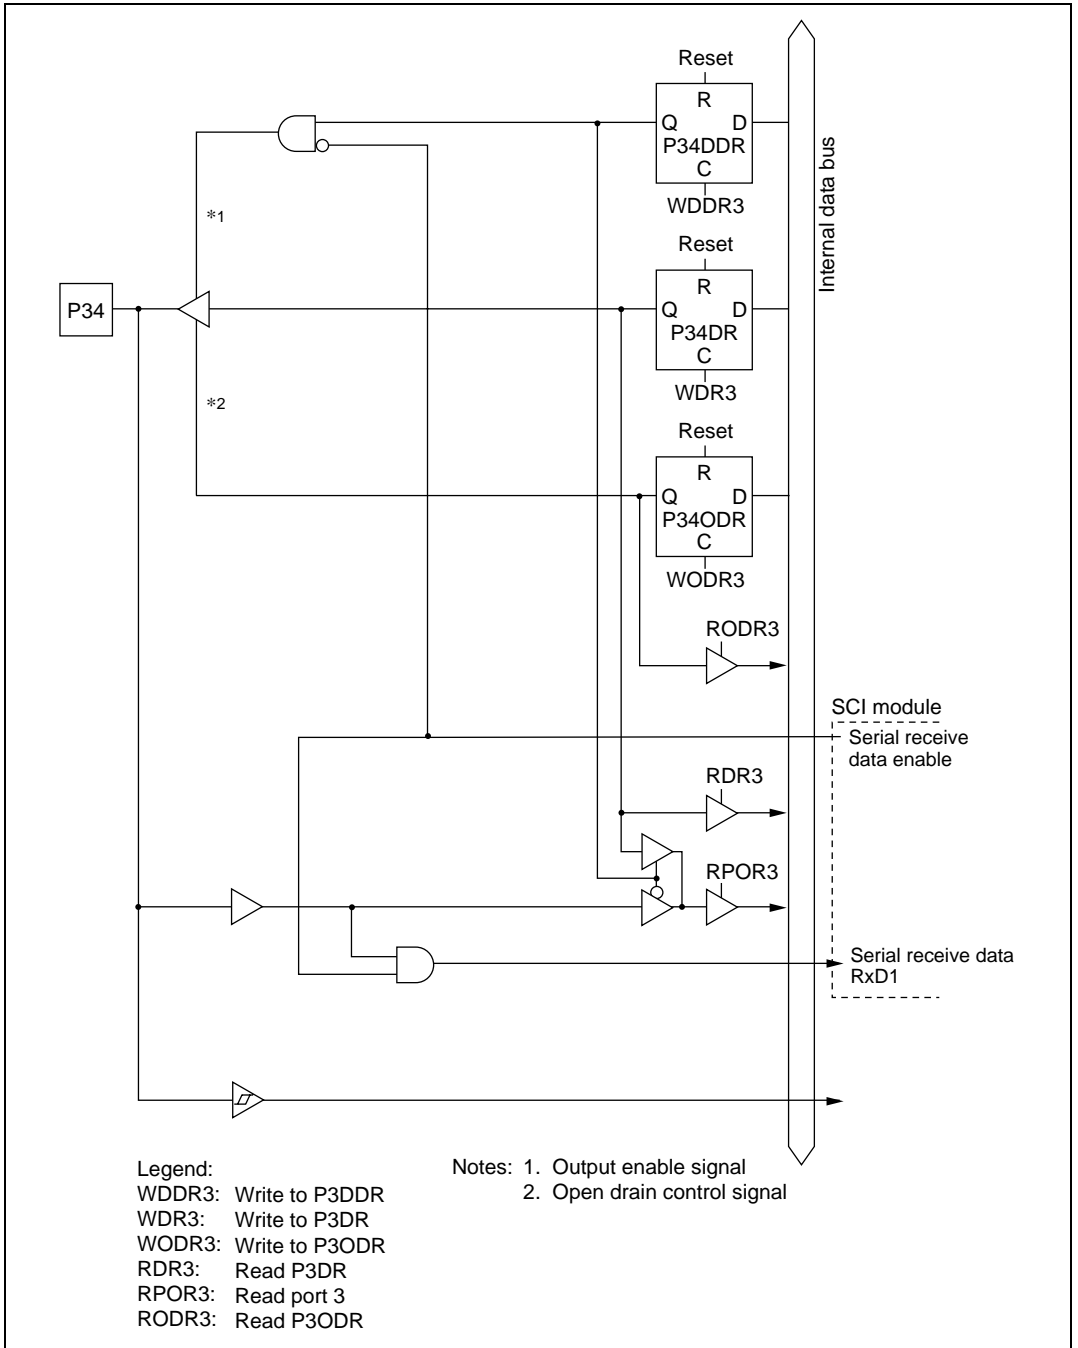 Reset
R
Q D
P34DDR
C
WDDR3
Internal data bus
*1
Reset
R
P34
Q D
P34DR
C
WDR3
*2
Reset
R
Q D
P34ODR
C
WODR3
RODR3
SCI module
Serial receive
data enable
RDR3
RPOR3
Serial receive data
RxD1
Legend:
WDDR3: Write to P3DDR
WDR3: Write to P3DR
WODR3: Write to P3ODR
RDR3: Read P3DR
RPOR3: Read port 3
RODR3: Read P3ODR
Notes: 1. Output enable signal
2. Open drain control signal